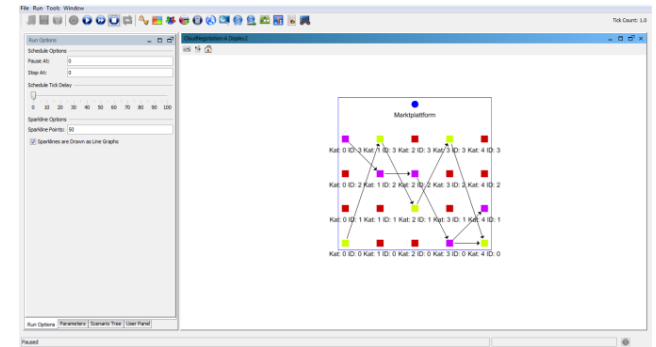 File Run Tools Window
Tick Count: 1.0
Run Options
Schedule Options
Pause At: 0
Stop At: 0
Schedule Tick Delay
0 10 20 30 40 50 60 70 80 90 100
Sparkline Options
Sparkline Points: 50
Sparklines are Drawn as Line Graphs
Marktplattform
Kat: 0 ID: 3 Kat: 1 ID: 3 Kat: 2 ID: 3 Kat: 3 ID: 3 Kat: 4 ID: 3
Kat: 0 ID: 2 Kat: 1 ID: 2 Kat: 2 ID: 2 Kat: 3 ID: 2 Kat: 4 ID: 2
Kat: 0 ID: 1 Kat: 1 ID: 1 Kat: 2 ID: 1 Kat: 3 ID: 1 Kat: 4 ID: 1
Kat: 0 ID: 0 Kat: 1 ID: 0 Kat: 2 ID: 0 Kat: 3 ID: 0 Kat: 4 ID: 0
Run Options Parameters Scenario Tree User Panel
Paused
0